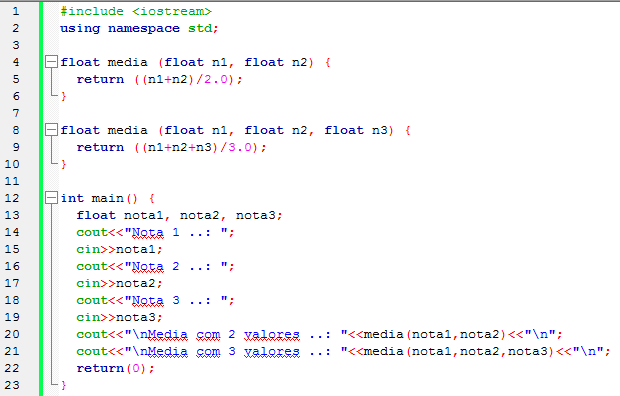 1 #include <iostream>
2 using namespace std;
3
4 float media (float n1, float n2) {
5 return ((n1+n2)/2.0);
6 }
7
8 float media (float n1, float n2, float n3) {
9 return ((n1+n2+n3)/3.0);
10 }
11
12 int main() {
13 float nota1, nota2, nota3;
14 cout<<"Nota 1 ..: ";
15 cin>>nota1;
16 cout<<"Nota 2 ..: ";
17 cin>>nota2;
18 cout<<"Nota 3 ..: ";
19 cin>>nota3;
20 cout<<"\nMedia com 2 valores ..: "<<media(nota1,nota2)<<"\n";
21 cout<<"\nMedia com 3 valores ..: "<<media(nota1,nota2,nota3)<<"\n";
22 return(0);
23 }